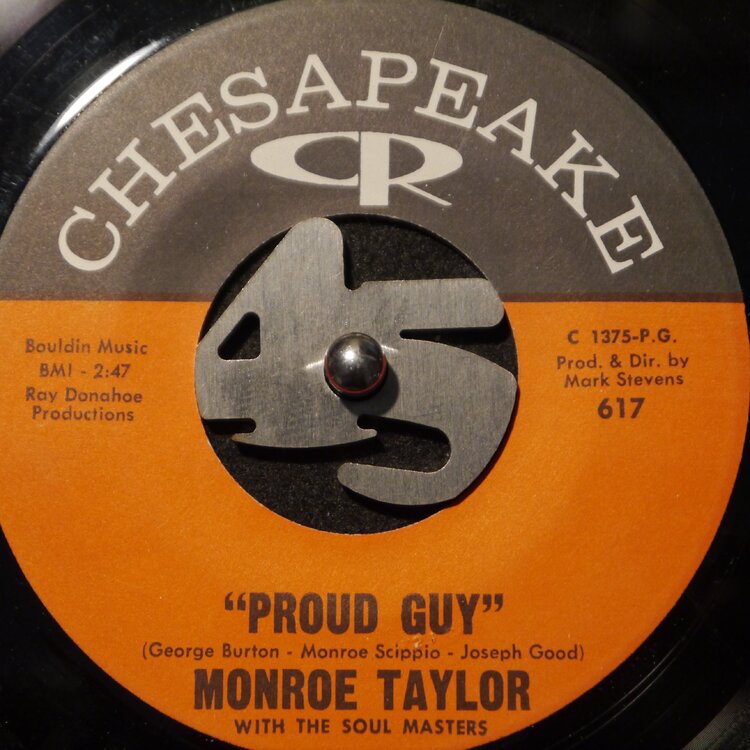 CHESAPEAKE
CR
45
Bouldin Music
BMI - 2:47
Ray Donahoe
Productions
C 1375-P.G.
Prod. & Dir. by
Mark Stevens
617
"PROUD GUY"
(George Burton - Monroe Scippio - Joseph Good)
MONROE TAYLOR
WITH THE SOUL MASTERS